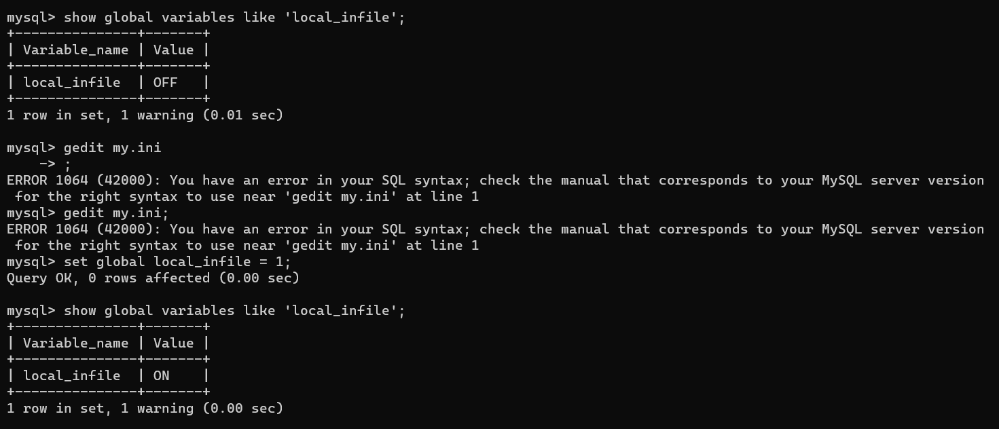 mysql> show global variables like 'local_infile';
+---------------+-------+
| Variable_name | Value |
+---------------+-------+
| local_infile  | OFF   |
+---------------+-------+
1 row in set, 1 warning (0.01 sec)

mysql> gedit my.ini
    -> ;
ERROR 1064 (42000): You have an error in your SQL syntax; check the manual that corresponds to your MySQL server version
 for the right syntax to use near 'gedit my.ini' at line 1
mysql> gedit my.ini;
ERROR 1064 (42000): You have an error in your SQL syntax; check the manual that corresponds to your MySQL server version
 for the right syntax to use near 'gedit my.ini' at line 1
mysql> set global local_infile = 1;
Query OK, 0 rows affected (0.00 sec)

mysql> show global variables like 'local_infile';
+---------------+-------+
| Variable_name | Value |
+---------------+-------+
| local_infile  | ON    |
+---------------+-------+
1 row in set, 1 warning (0.00 sec)